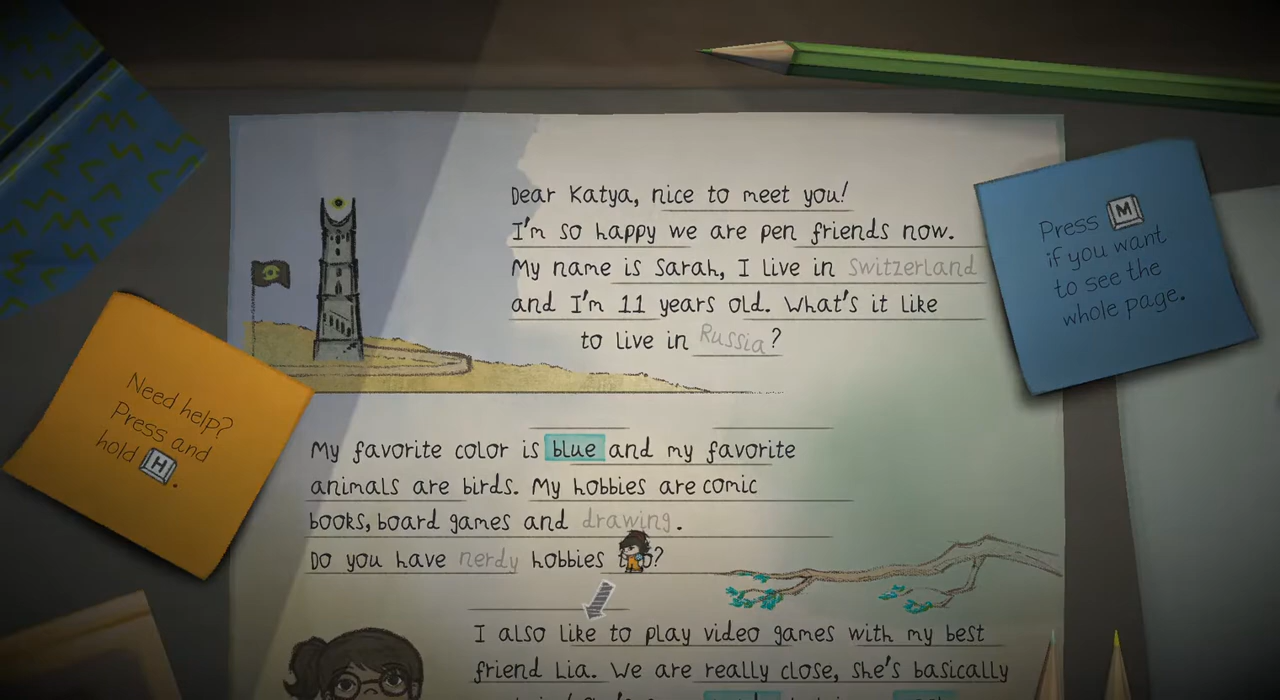 Dear Katya, nice to meet you!
I'm so happy we are pen friends now.
My name is Sarah, I live in Switzerland
and I'm 11 years old. What's it like
to live in Russia?
Press M
if you want
to see the
whole page.
Need help?
Press and
hold H.
My favorite color is blue and my favorite
animals are birds. My hobbies are comic
books, board games and drawing.
Do you have nerdy hobbies ?
I also like to play video games with my best
friend Lia. We are really close, she's basically